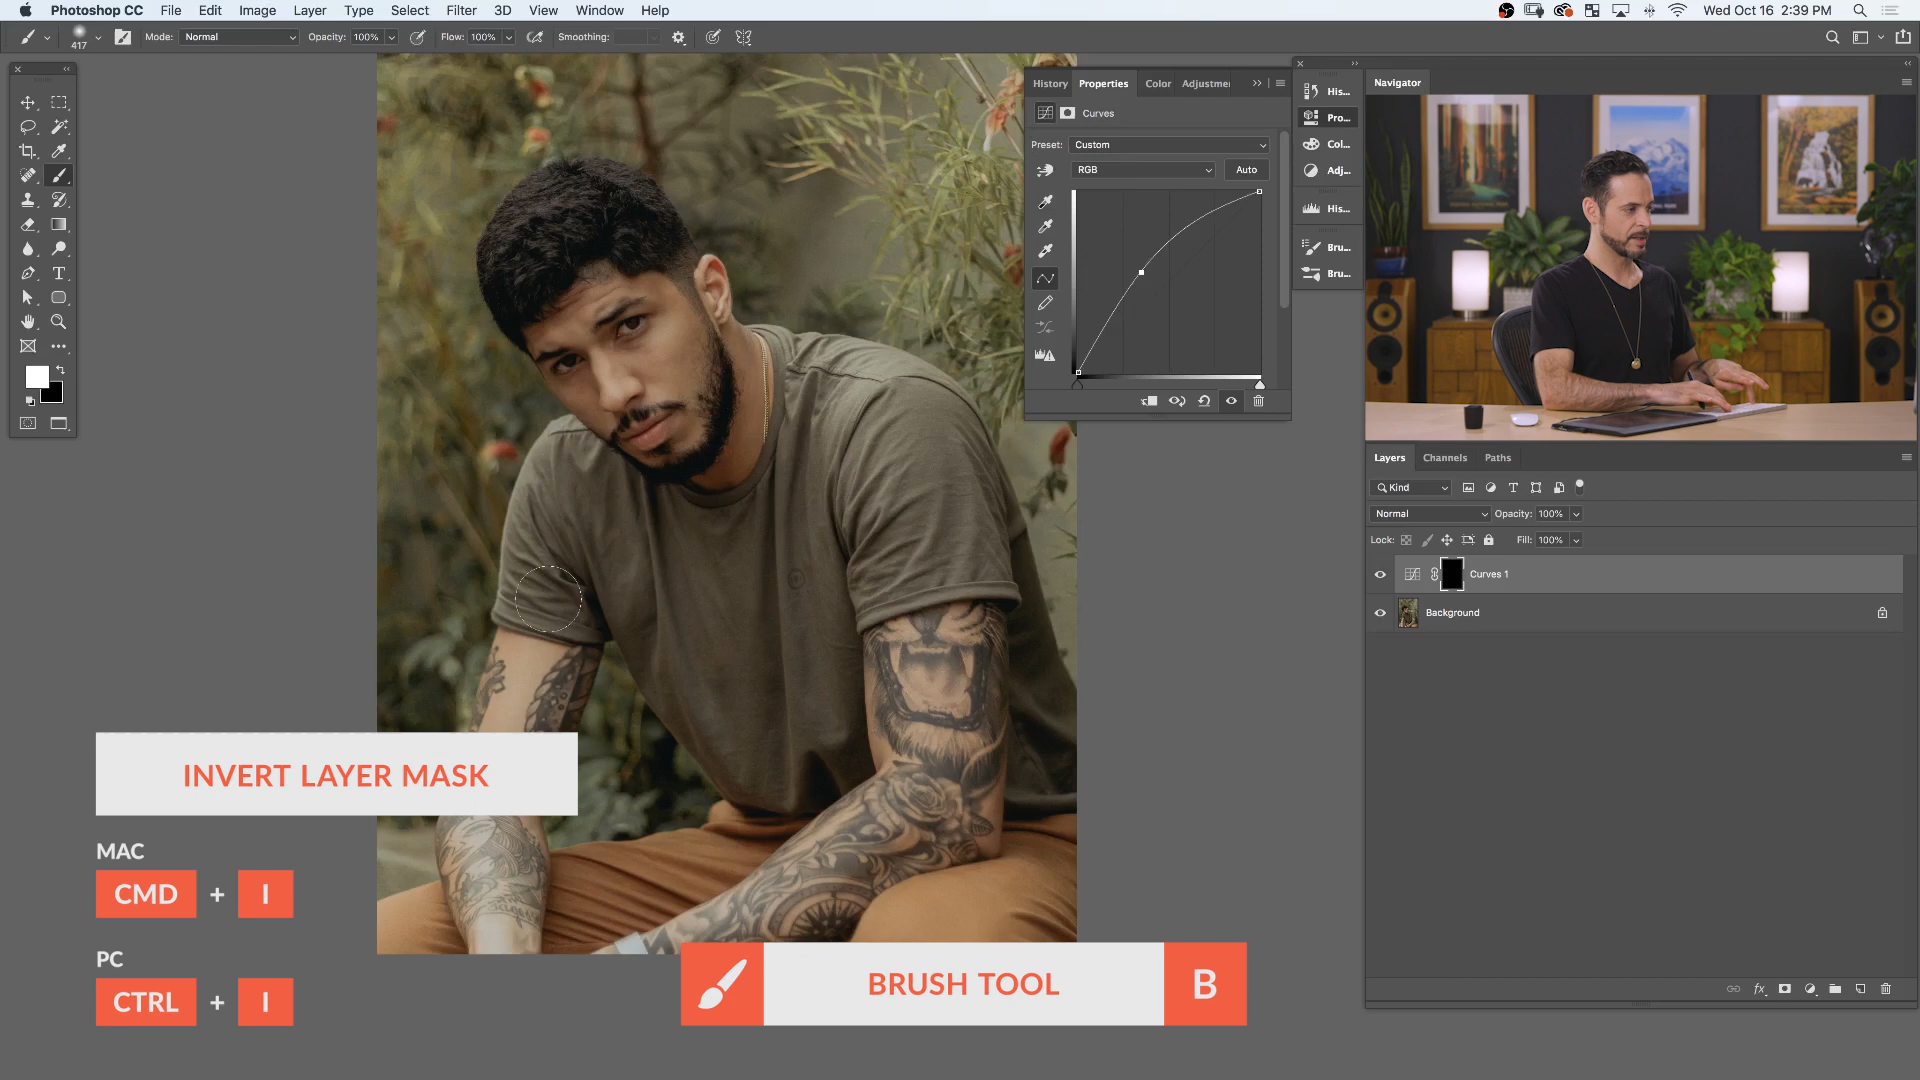 Photoshop CC File Edit Image Layer Type Select Filter 3D View Window Help
Wed Oct 16 2:39 PM
417
Mode: Normal Opacity: 100% Flow: 100% Smoothing:
History Properties Color Adjustmen
Curves
Preset: Custom
RGB Auto
His...
Pro...
Col...
Adj...
His...
Bru...
Bru...
Navigator
Layers Channels Paths
Kind
Normal Opacity: 100%
Lock: Fill: 100%
Curves 1
Background
fx
INVERT LAYER MASK
MAC
CMD + I
PC
CTRL + I
BRUSH TOOL B